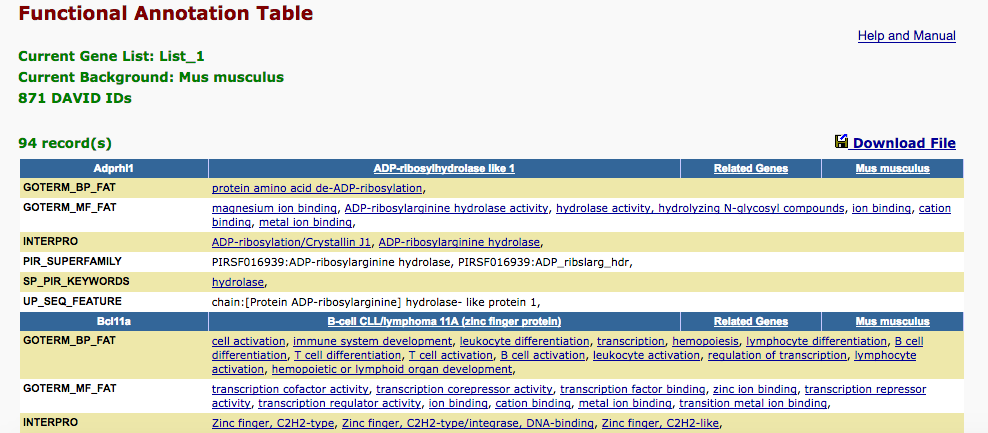 Functional Annotation Table
Help and Manual
Current Gene List: List_1
Current Background: Mus musculus
871 DAVID IDs
94 record(s)
Download File
Adprhl1 ADP-ribosylhydrolase like 1 Related Genes Mus musculus
GOTERM_BP_FAT protein amino acid de-ADP-ribosylation,
GOTERM_MF_FAT magnesium ion binding, ADP-ribosylarginine hydrolase activity, hydrolase activity, hydrolyzing N-glycosyl compounds, ion binding, cation
binding, metal ion binding,
INTERPRO ADP-ribosylation/Crystallin J1, ADP-ribosylarginine hydrolase,
PIR_SUPERFAMILY PIRSF016939:ADP-ribosylarginine hydrolase, PIRSF016939:ADP_ribslarg_hdr,
SP_PIR_KEYWORDS hydrolase,
UP_SEQ_FEATURE chain:[Protein ADP-ribosylarginine] hydrolase- like protein 1,
Bcl11a B-cell CLL/lymphoma 11A (zinc finger protein) Related Genes Mus musculus
GOTERM_BP_FAT cell activation, immune system development, leukocyte differentiation, transcription, hemopoiesis, lymphocyte differentiation, B cell
differentiation, T cell differentiation, T cell activation, B cell activation, leukocyte activation, regulation of transcription, lymphocyte
activation, hemopoietic or lymphoid organ development,
GOTERM_MF_FAT transcription cofactor activity, transcription corepressor activity, transcription factor binding, zinc ion binding, transcription repressor
activity, transcription regulator activity, ion binding, cation binding, metal ion binding, transition metal ion binding,
INTERPRO Zinc finger, C2H2-type, Zinc finger, C2H2-type/integrase, DNA-binding, Zinc finger, C2H2-like,